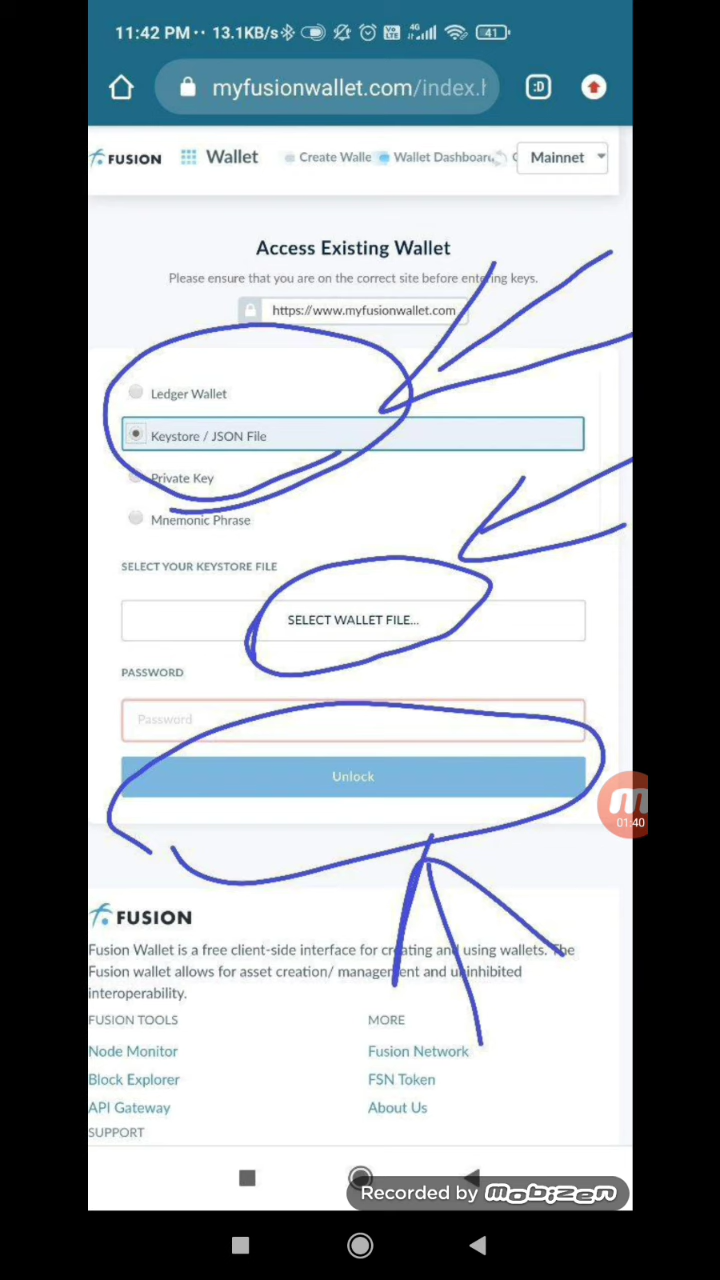 11:42 PM·· 13.1KB/s 4G 41
:D
myfusionwallet.com/index.h
FUSION Wallet Create Walle Wallet Dashboar Mainnet
Access Existing Wallet
Please ensure that you are on the correct site before entering keys.
https://www.myfusionwallet.com
Ledger Wallet
Keystore / JSON File
Private Key
Mnemonic Phrase
SELECT YOUR KEYSTORE FILE
SELECT WALLET FILE...
PASSWORD
Password
Unlock
01:40
FUSION
Fusion Wallet is a free client-side interface for creating and using wallets. The
Fusion wallet allows for asset creation/ management and uninhibited
interoperability.
FUSION TOOLS
MORE
Node Monitor
Fusion Network
Block Explorer
FSN Token
API Gateway
About Us
SUPPORT
Recorded by mobizen